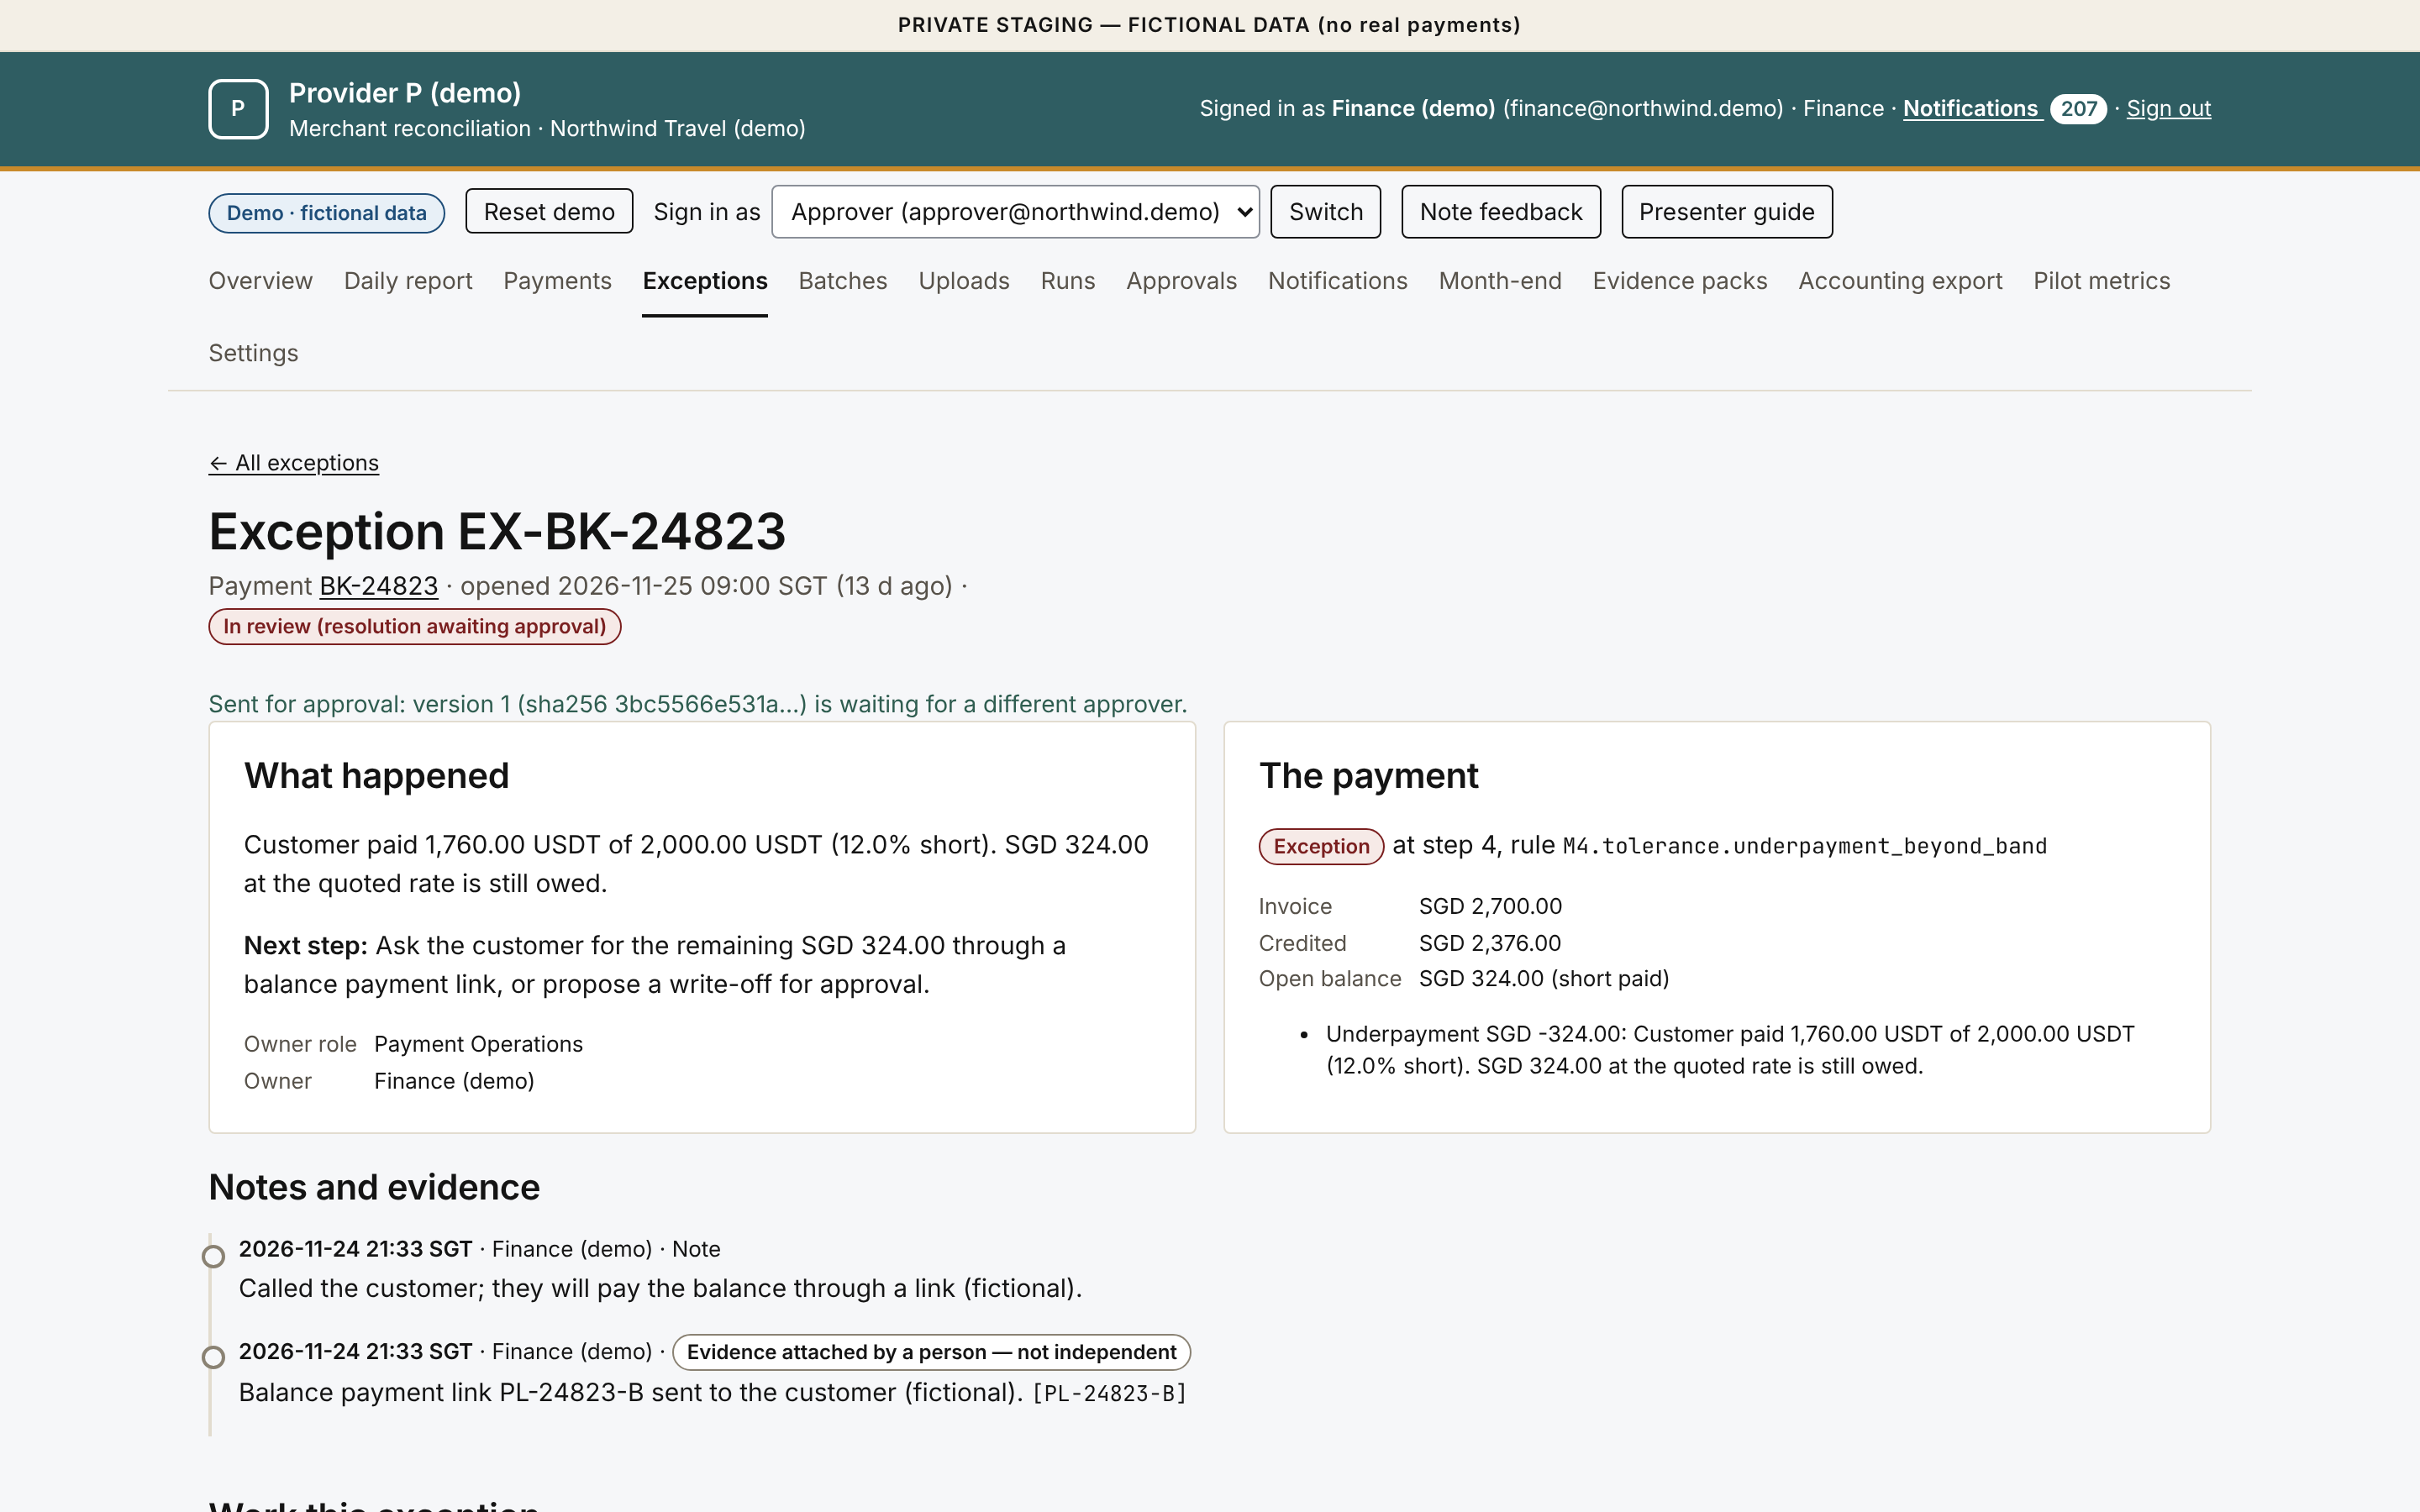 PRIVATE STAGING — FICTIONAL DATA (no real payments)
P
Provider P (demo)
Merchant reconciliation · Northwind Travel (demo)
Signed in as Finance (demo) (finance@northwind.demo) · Finance · Notifications 207 · Sign out
Demo · fictional data
Reset demo
Sign in as
Approver (approver@northwind.demo)
Switch
Note feedback
Presenter guide
Overview Daily report Payments Exceptions Batches Uploads Runs Approvals Notifications Month-end Evidence packs Accounting export Pilot metrics
Settings
← All exceptions
Exception EX-BK-24823
Payment BK-24823 · opened 2026-11-25 09:00 SGT (13 d ago) ·
In review (resolution awaiting approval)
Sent for approval: version 1 (sha256 3bc5566e531a…) is waiting for a different approver.
What happened
Customer paid 1,760.00 USDT of 2,000.00 USDT (12.0% short). SGD 324.00
at the quoted rate is still owed.
Next step: Ask the customer for the remaining SGD 324.00 through a
balance payment link, or propose a write-off for approval.
Owner role Payment Operations
Owner Finance (demo)
The payment
Exception at step 4, rule M4.tolerance.underpayment_beyond_band
Invoice SGD 2,700.00
Credited SGD 2,376.00
Open balance SGD 324.00 (short paid)
• Underpayment SGD -324.00: Customer paid 1,760.00 USDT of 2,000.00 USDT
(12.0% short). SGD 324.00 at the quoted rate is still owed.
Notes and evidence
2026-11-24 21:33 SGT · Finance (demo) · Note
Called the customer; they will pay the balance through a link (fictional).
2026-11-24 21:33 SGT · Finance (demo) · Evidence attached by a person — not independent
Balance payment link PL-24823-B sent to the customer (fictional). [PL-24823-B]
Work this exception